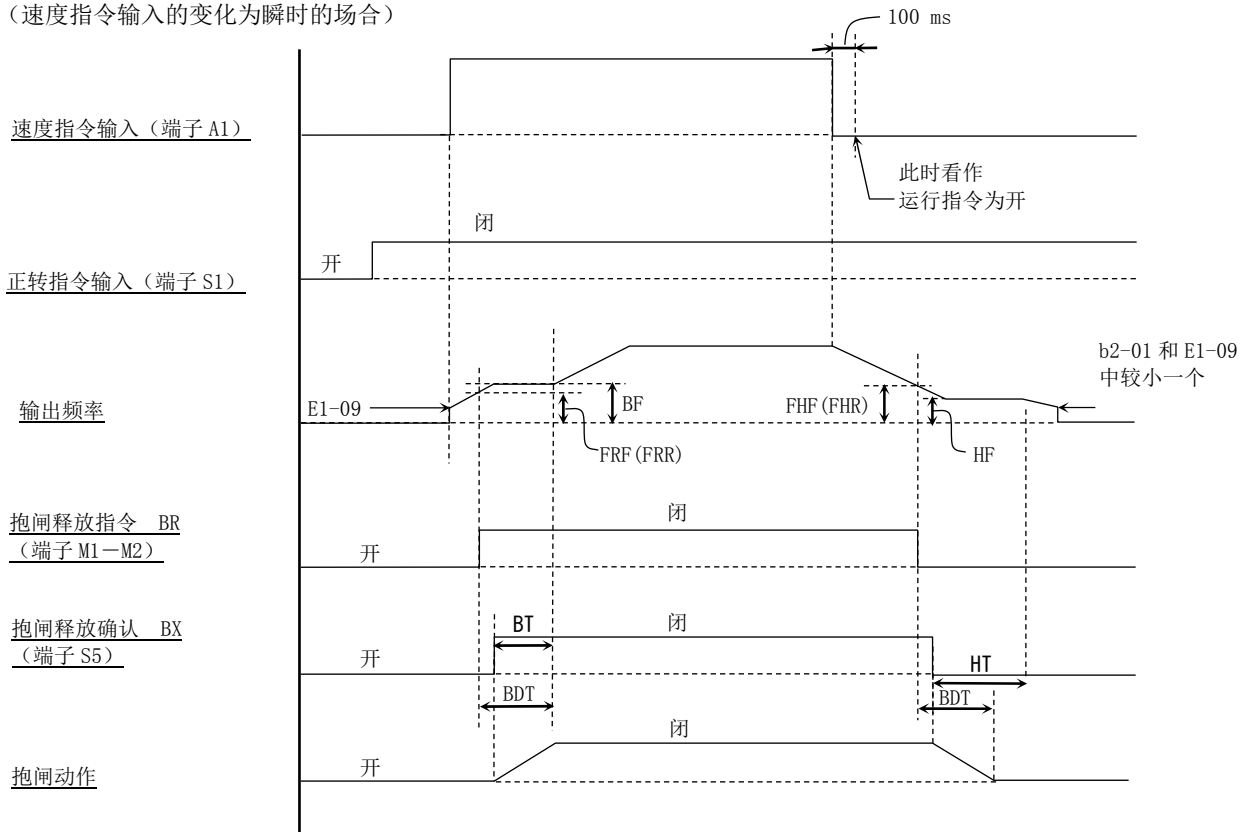 （速度指令输入的变化为瞬时的场合）
100 ms
速度指令输入（端子 A1）
此时看作
运行指令为开
闭
开
正转指令输入（端子 S1）
b2-01 和 E1-09
中较小一个
输出频率
E1-09
BF
FHF(FHR)
FRF(FRR)
HF
抱闸释放指令 BR
（端子 M1－M2）
闭
开
抱闸释放确认 BX
（端子 S5）
BT
闭
开
HT
BDT
BDT
闭
开
抱闸动作